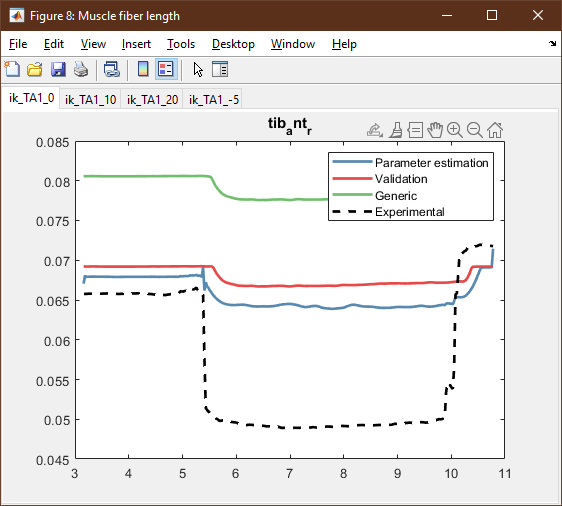 Figure 8: Muscle fiber length
File Edit View Insert Tools Desktop Window Help
ik_TA1_0 ik_TA1_10 ik_TA1_20 ik_TA1_-5
tib_ant_r
0.085
0.08
0.075
0.07
0.065
0.06
0.055
0.05
0.045
Parameter estimation
Validation
Generic
Experimental
3 4 5 6 7 8 9 10 11